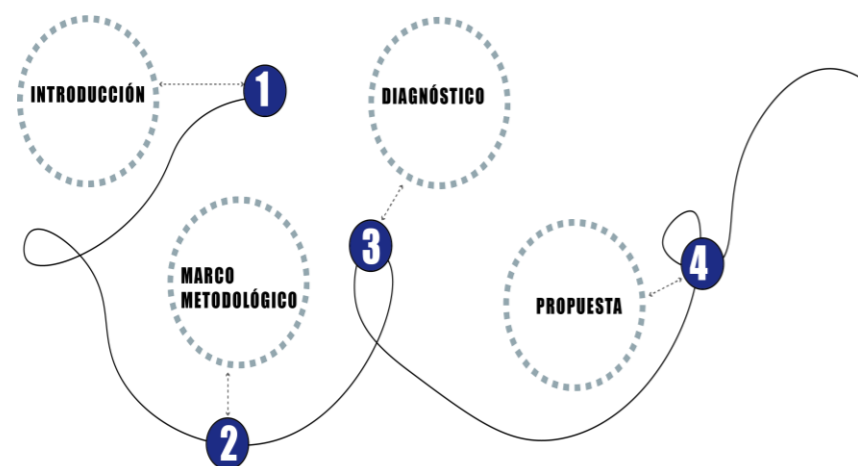 INTRODUCCIÓN
1
MARCO
METODOLÓGICO
2
DIAGNÓSTICO
3
PROPUESTA
4